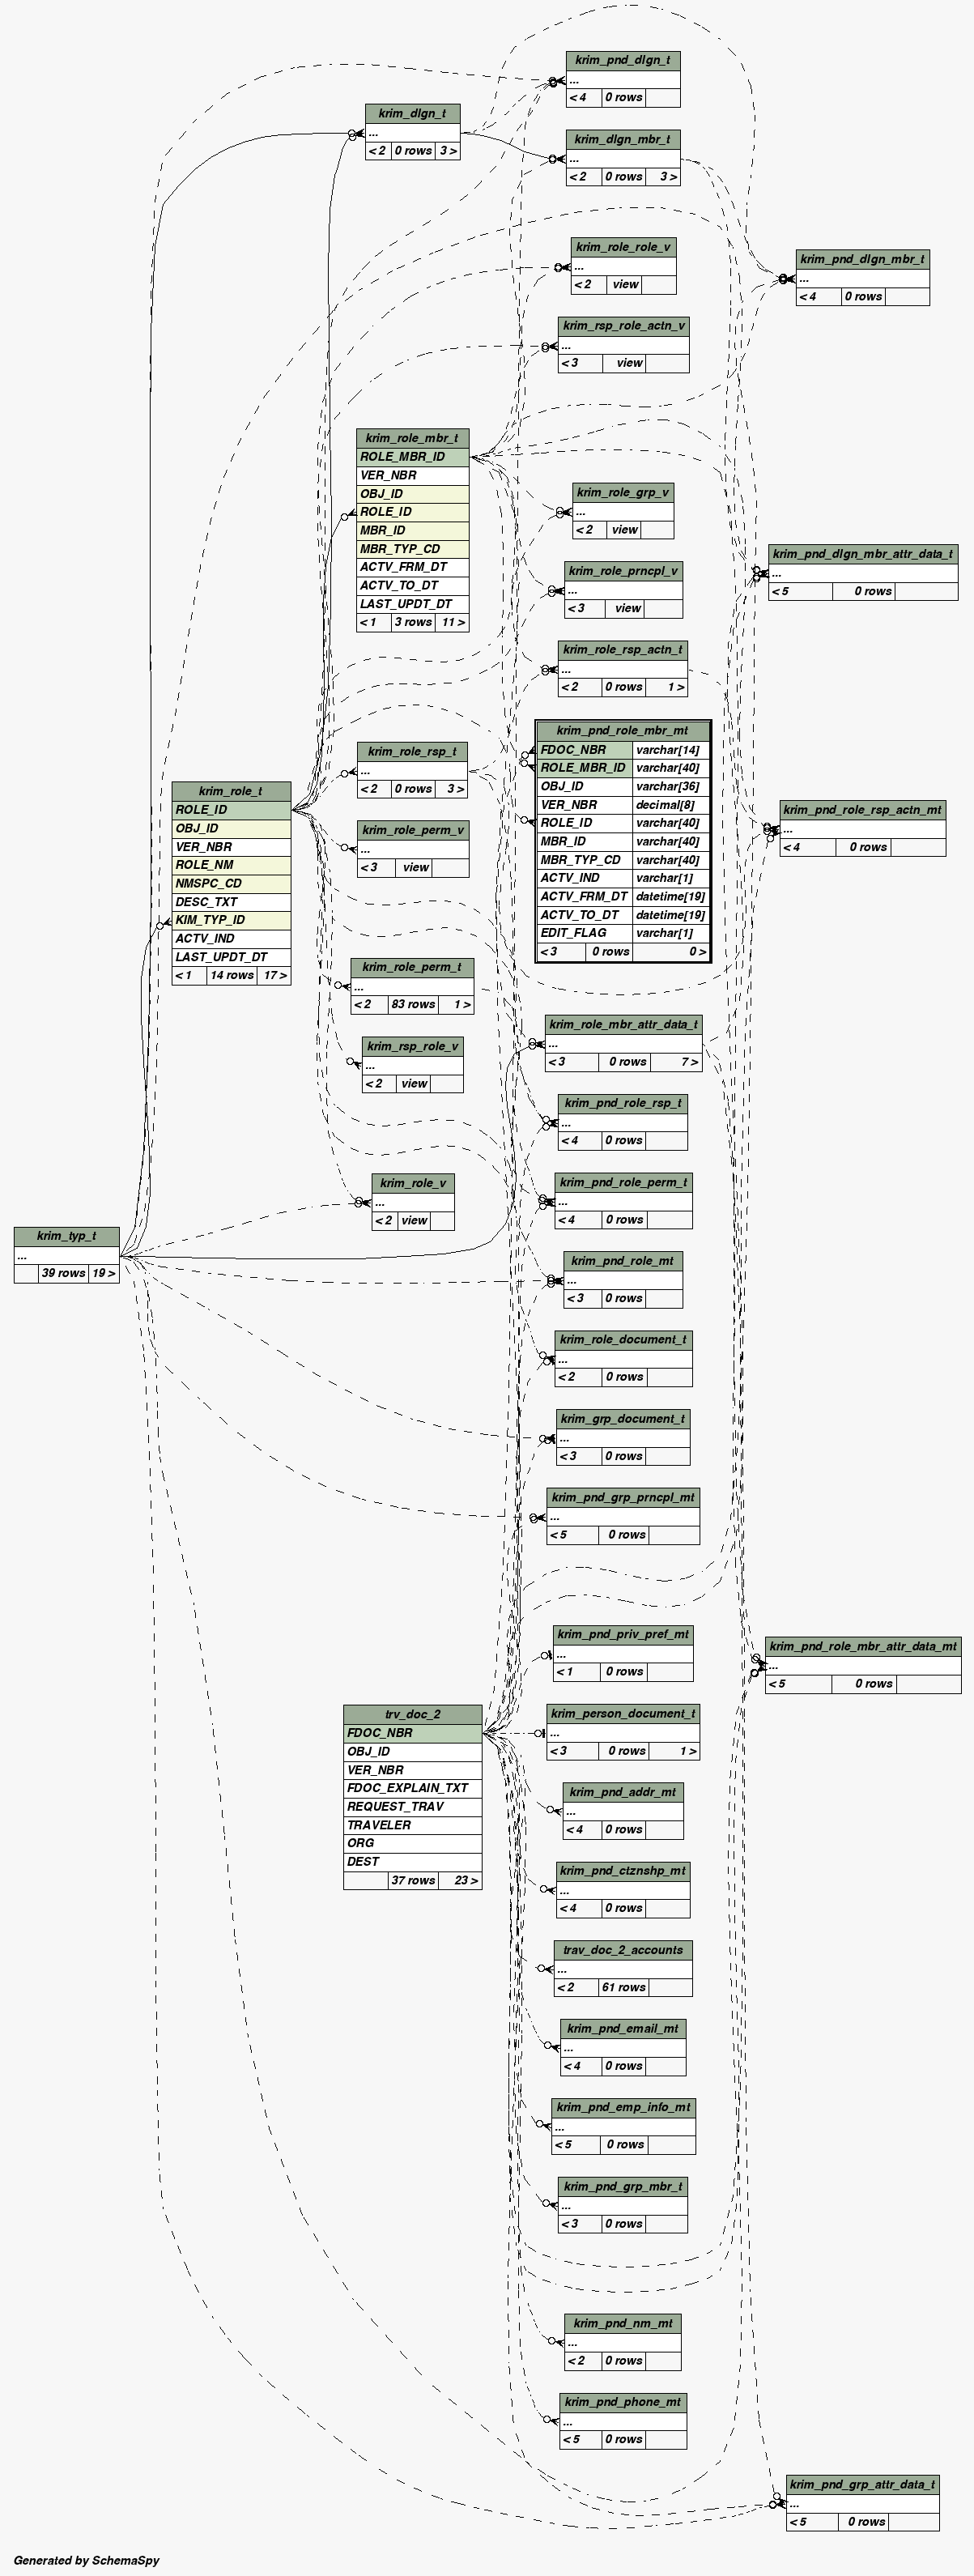 krim_pnd_dlgn_t
...
< 4 0 rows
krim_dlgn_t
...
< 2 0 rows 3 >
krim_dlgn_mbr_t
...
< 2 0 rows 3 >
krim_role_role_v
...
< 2 view
krim_pnd_dlgn_mbr_t
...
< 4 0 rows
krim_rsp_role_actn_v
...
< 3 view
krim_role_mbr_t
ROLE_MBR_ID
VER_NBR
OBJ_ID
ROLE_ID
MBR_ID
MBR_TYP_CD
ACTV_FRM_DT
ACTV_TO_DT
LAST_UPDT_DT
< 1 3 rows 11 >
krim_role_grp_v
...
< 2 view
krim_pnd_dlgn_mbr_attr_data_t
...
< 5 0 rows
krim_role_prncpl_v
...
< 3 view
krim_role_rsp_actn_t
...
< 2 0 rows 1 >
krim_pnd_role_mbr_mt
FDOC_NBR varchar[14]
ROLE_MBR_ID varchar[40]
OBJ_ID varchar[36]
VER_NBR decimal[8]
ROLE_ID varchar[40]
MBR_ID varchar[40]
MBR_TYP_CD varchar[40]
ACTV_IND varchar[1]
ACTV_FRM_DT datetime[19]
ACTV_TO_DT datetime[19]
EDIT_FLAG varchar[1]
< 3 0 rows 0 >
krim_role_rsp_t
...
< 2 0 rows 3 >
krim_role_t
ROLE_ID
OBJ_ID
VER_NBR
ROLE_NM
NMSPC_CD
DESC_TXT
KIM_TYP_ID
ACTV_IND
LAST_UPDT_DT
< 1 14 rows 17 >
krim_pnd_role_rsp_actn_mt
...
< 4 0 rows
krim_role_perm_v
...
< 3 view
krim_role_perm_t
...
< 2 83 rows 1 >
krim_role_mbr_attr_data_t
...
< 3 0 rows 7 >
krim_rsp_role_v
...
< 2 view
krim_pnd_role_rsp_t
...
< 4 0 rows
krim_role_v
...
< 2 view
krim_pnd_role_perm_t
...
< 4 0 rows
krim_typ_t
...
39 rows 19 >
krim_pnd_role_mt
...
< 3 0 rows
krim_role_document_t
...
< 2 0 rows
krim_grp_document_t
...
< 3 0 rows
krim_pnd_grp_prncpl_mt
...
< 5 0 rows
krim_pnd_priv_pref_mt
...
< 1 0 rows
krim_pnd_role_mbr_attr_data_mt
...
< 5 0 rows
trv_doc_2
FDOC_NBR
OBJ_ID
VER_NBR
FDOC_EXPLAIN_TXT
REQUEST_TRAV
TRAVELER
ORG
DEST
37 rows 23 >
krim_person_document_t
...
< 3 0 rows 1 >
krim_pnd_addr_mt
...
< 4 0 rows
krim_pnd_ctznshp_mt
...
< 4 0 rows
trav_doc_2_accounts
...
< 2 61 rows
krim_pnd_email_mt
...
< 4 0 rows
krim_pnd_emp_info_mt
...
< 5 0 rows
krim_pnd_grp_mbr_t
...
< 3 0 rows
krim_pnd_nm_mt
...
< 2 0 rows
krim_pnd_phone_mt
...
< 5 0 rows
krim_pnd_grp_attr_data_t
...
< 5 0 rows
Generated by SchemaSpy